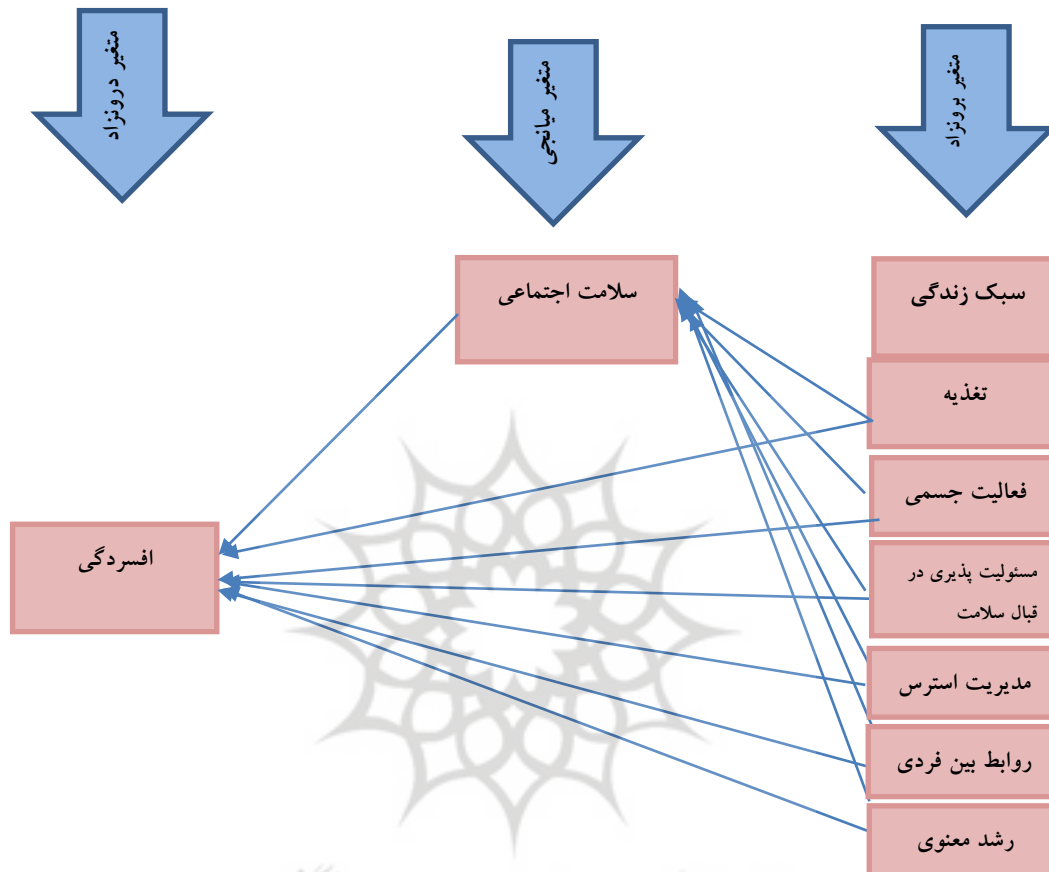 متغیر برونزاد
متغیر میانجی
متغیر درونزاد
سبک زندگی
سلامت اجتماعی
تغذیه
فعالیت جسمی
افسردگی
مسئولیت پذیری در
قبال سلامت
مدیریت استرس
روابط بین فردی
رشد معنوی